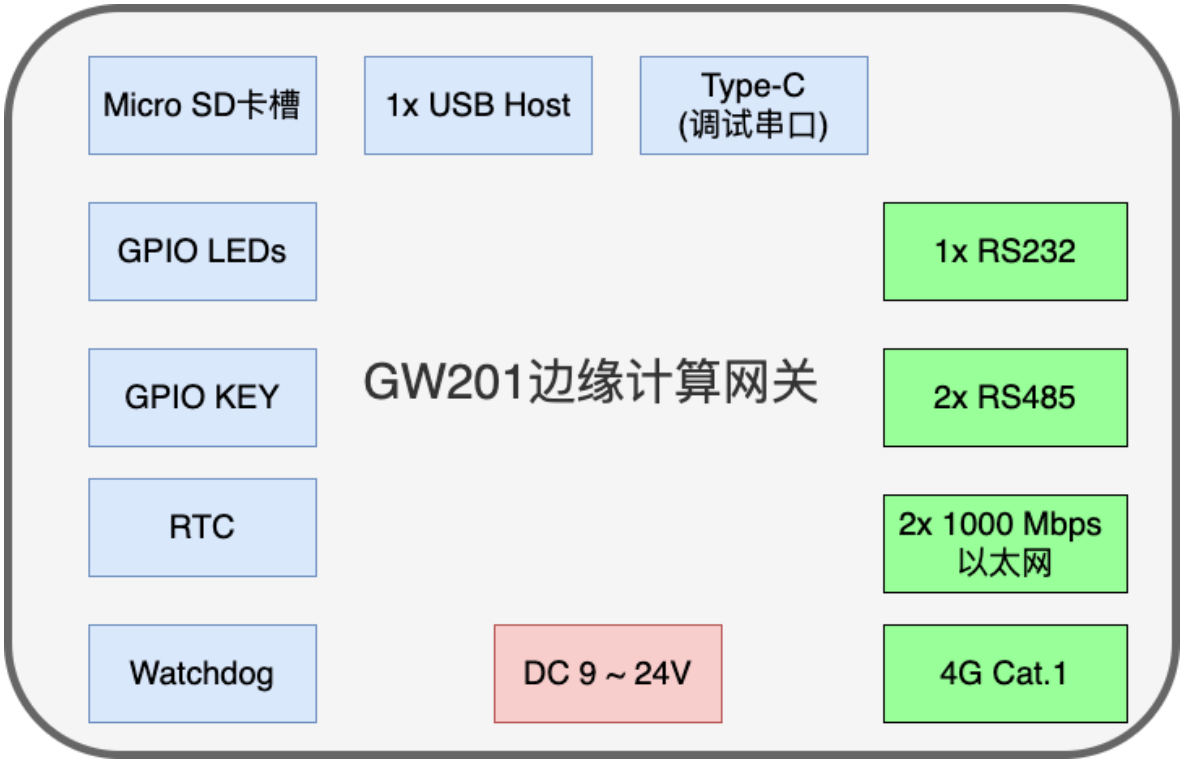 Micro SD卡槽
1x USB Host
Type-C
(调试串口)
GPIO LEDs
1x RS232
GPIO KEY
GW201边缘计算网关
2x RS485
RTC
2x 1000 Mbps
以太网
Watchdog
DC 9 ~ 24V
4G Cat.1